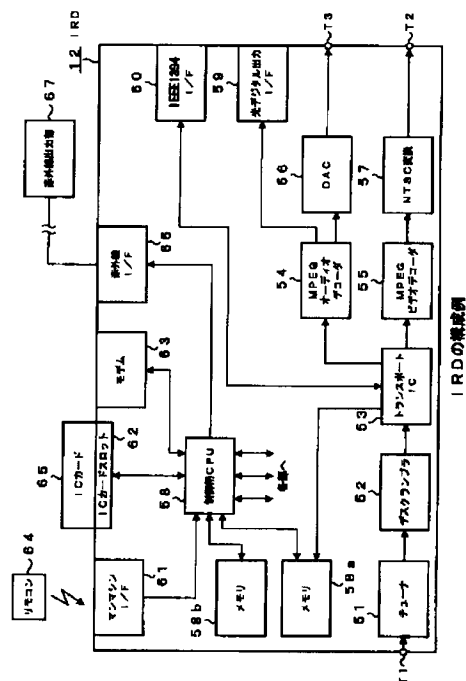 12 IRD
64
リモコン
65
ICカード
ICカードスロット
62
モデム
63
赤外線
I/F
66
赤外線出力部
67
マンマシン
I/F
61
58
制御部CPU
各部へ
58b
メモリ
メモリ
58a
60
IEEE1394
I/F
59
光デジタル出力
I/F
T1
51
チューナ
52
デスクランブラ
53
トランスポート
IC
54
MPEG
オーディオ
デコーダ
55
MPEG
ビデオデコーダ
56
DAC
57
NTSC変換
T3
T2
IRDの構成例